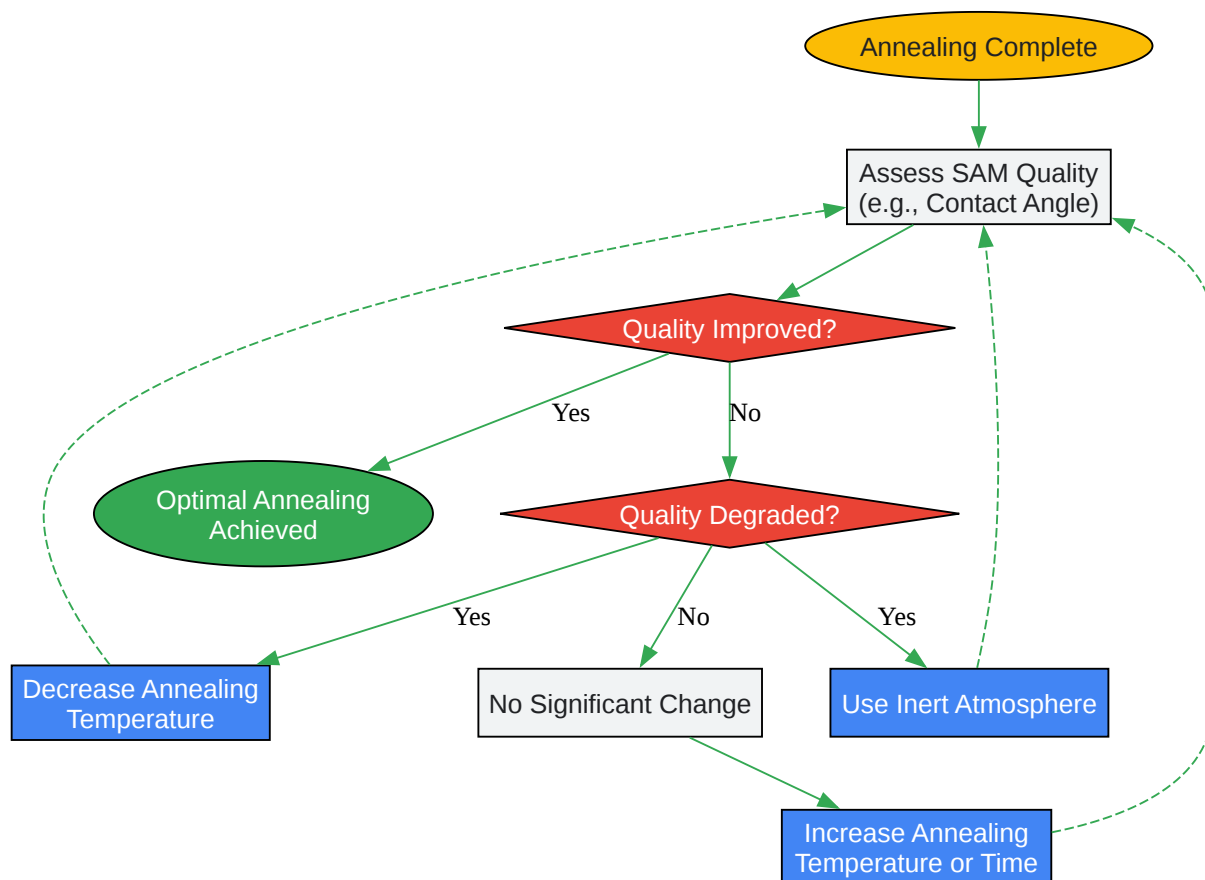 Annealing Complete
Assess SAM Quality
(e.g., Contact Angle)
Quality Improved?
Yes
No
Optimal Annealing
Achieved
Quality Degraded?
Yes
No
Yes
Decrease Annealing
Temperature
No Significant Change
Use Inert Atmosphere
Increase Annealing
Temperature or Time